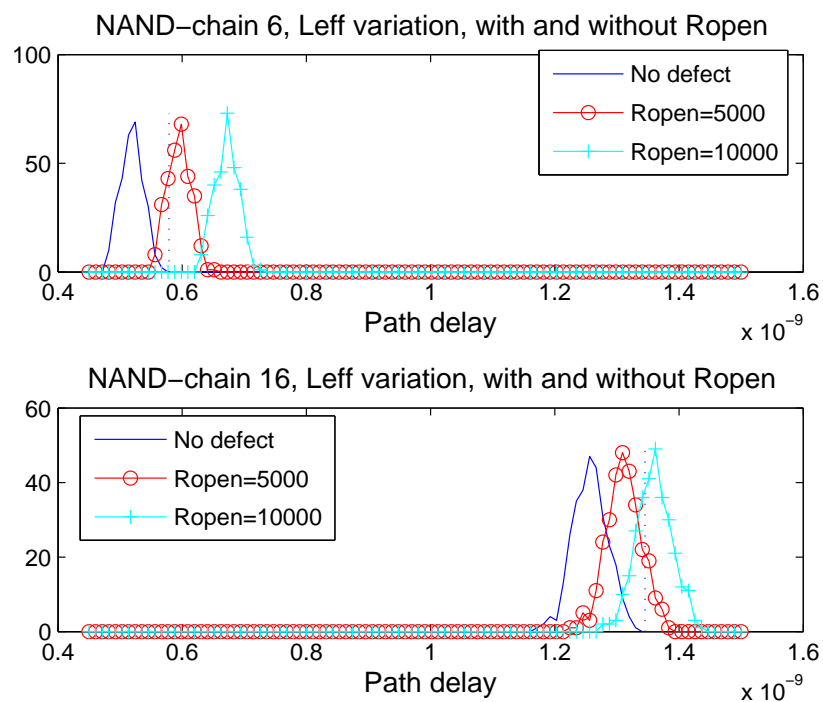 NAND−chain 6, Leff variation, with and without Ropen
100
50
0
No defect
Ropen=5000
Ropen=10000
0.4 0.6 0.8 1 1.2 1.4 1.6
Path delay
x 10⁻⁹
NAND−chain 16, Leff variation, with and without Ropen
60
40
20
0
No defect
Ropen=5000
Ropen=10000
0.4 0.6 0.8 1 1.2 1.4 1.6
Path delay
x 10⁻⁹